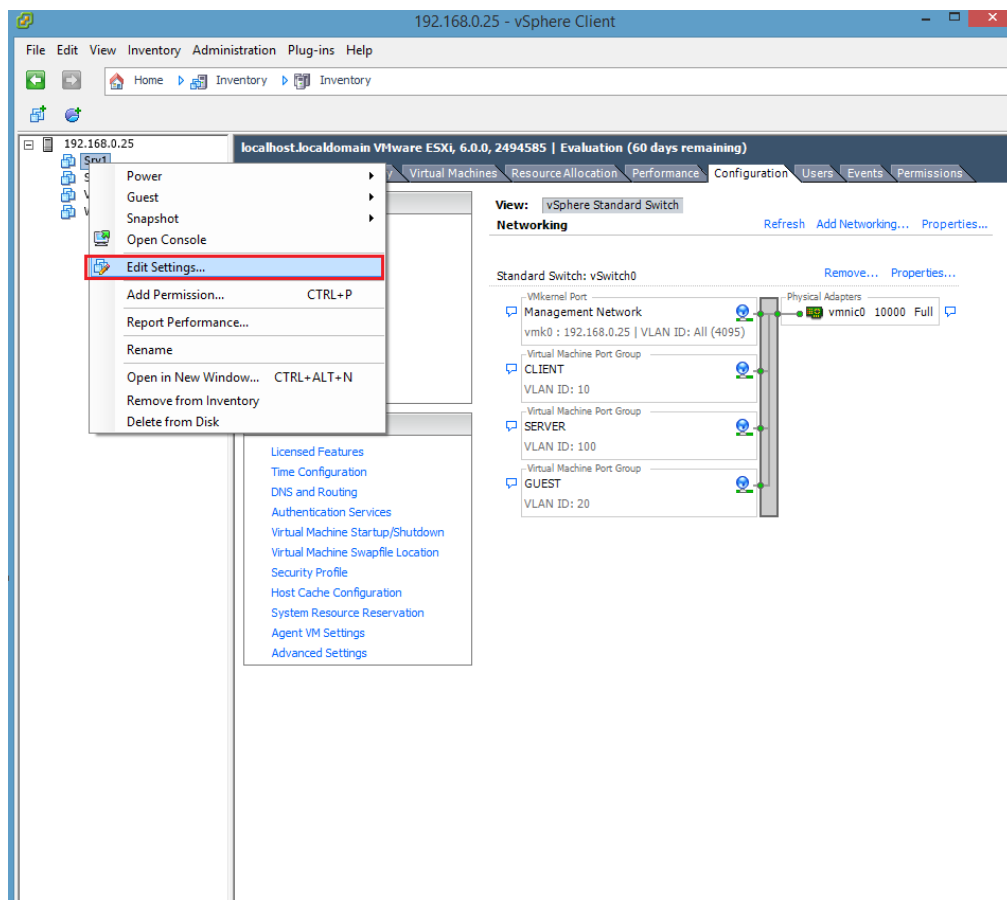 192.168.0.25 - vSphere Client
File Edit View Inventory Administration Plug-ins Help
Home Inventory Inventory
192.168.0.25
Srv1
localhost.localdomain VMware ESXi, 6.0.0, 2494585 | Evaluation (60 days remaining)
Virtual Machines Resource Allocation Performance Configuration Users Events Permissions
Power
Guest
Snapshot
Open Console
Edit Settings...
Add Permission... CTRL+P
Report Performance...
Rename
Open in New Window... CTRL+ALT+N
Remove from Inventory
Delete from Disk
Licensed Features
Time Configuration
DNS and Routing
Authentication Services
Virtual Machine Startup/Shutdown
Virtual Machine Swapfile Location
Security Profile
Host Cache Configuration
System Resource Reservation
Agent VM Settings
Advanced Settings
View: vSphere Standard Switch
Networking Refresh Add Networking... Properties...
Standard Switch: vSwitch0 Remove... Properties...
VMkernel Port
Management Network
vmk0 : 192.168.0.25 | VLAN ID: All (4095)
Physical Adapters
vmnic0 10000 Full
Virtual Machine Port Group
CLIENT
VLAN ID: 10
Virtual Machine Port Group
SERVER
VLAN ID: 100
Virtual Machine Port Group
GUEST
VLAN ID: 20